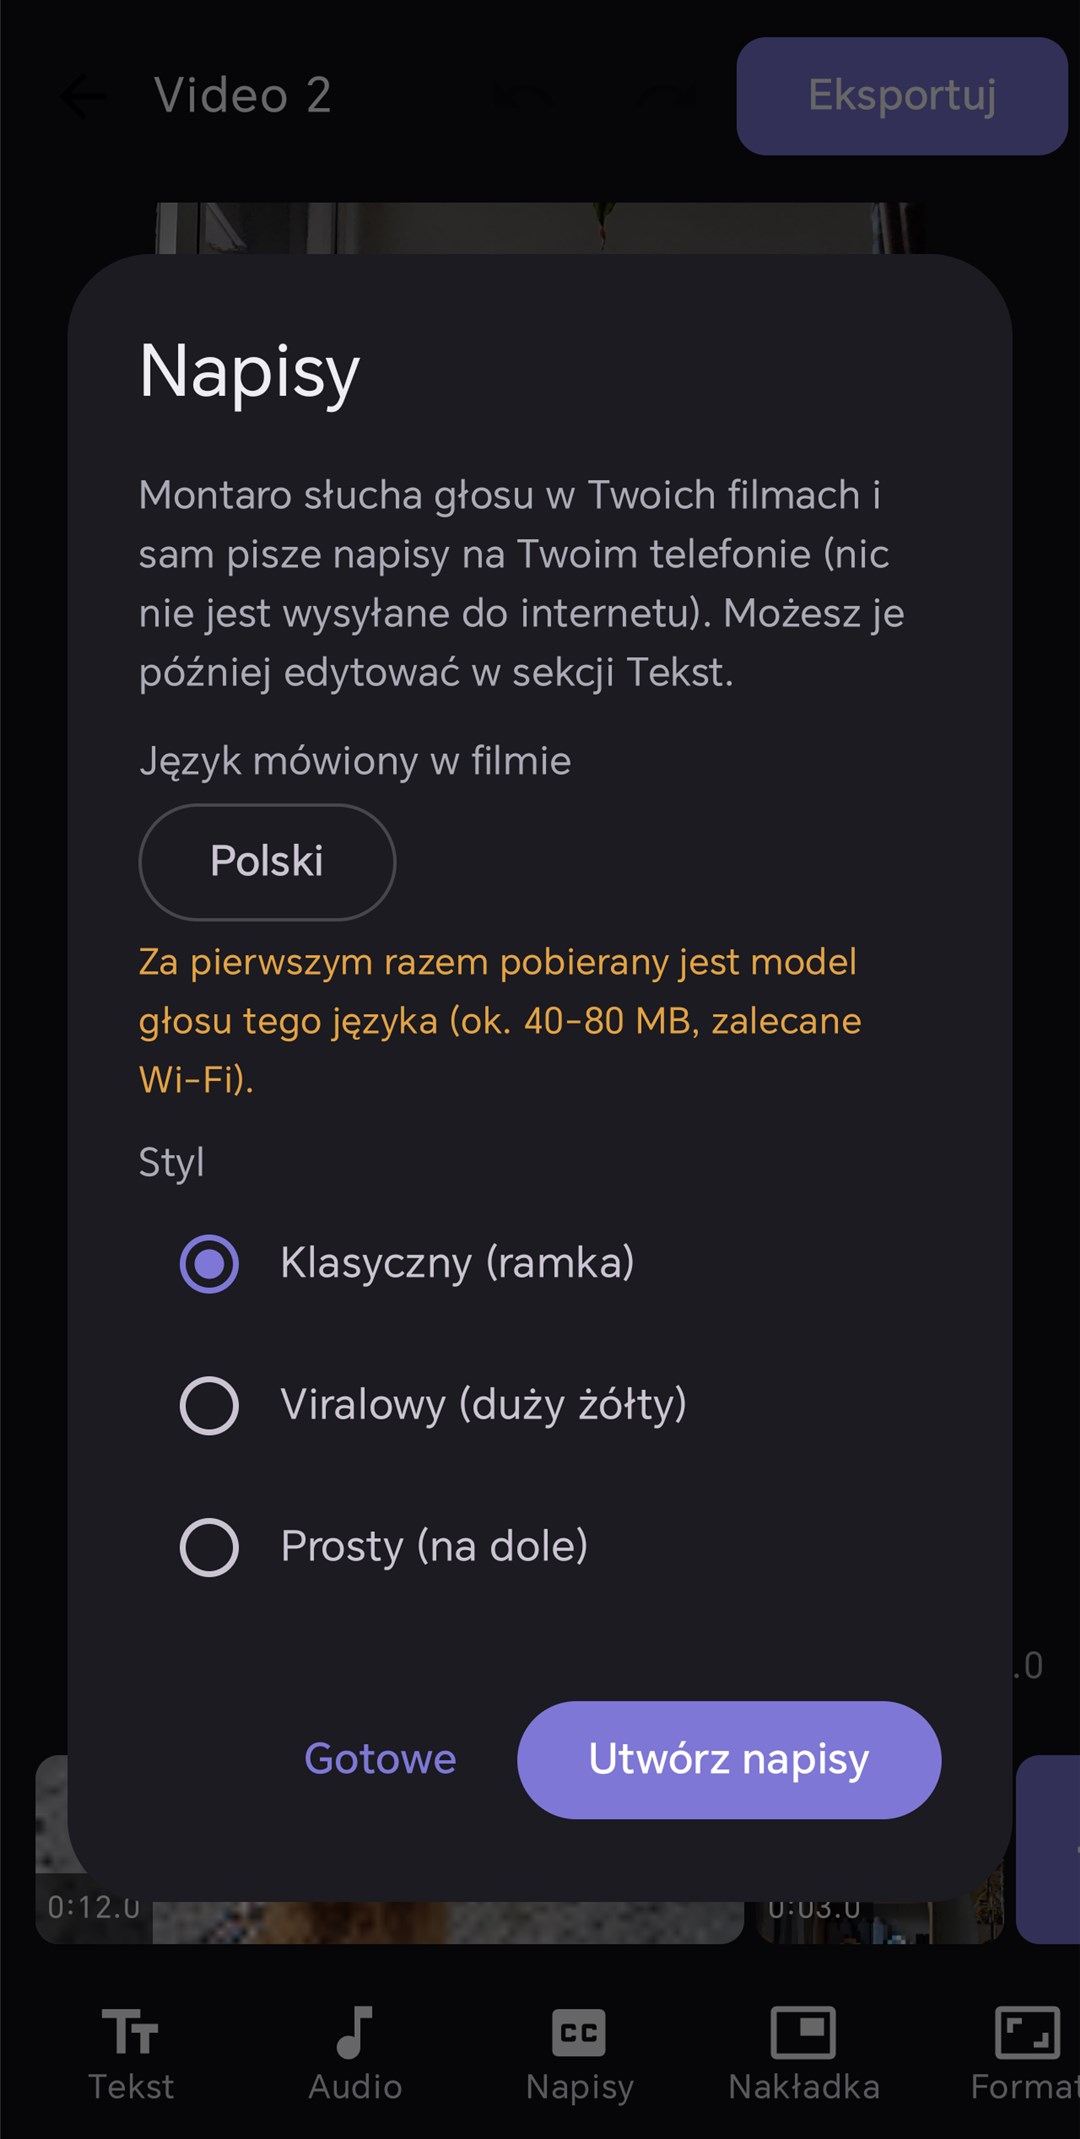 Video 2
Eksportuj
Napisy
Montaro słucha głosu w Twoich filmach i
sam pisze napisy na Twoim telefonie (nic
nie jest wysyłane do internetu). Możesz je
później edytować w sekcji Tekst.
Język mówiony w filmie
Polski
Za pierwszym razem pobierany jest model
głosu tego języka (ok. 40-80 MB, zalecane
Wi-Fi).
Styl
Klasyczny (ramka)
Viralowy (duży żółty)
Prosty (na dole)
.0
Gotowe
Utwórz napisy
0:12.0
0:03.0
Tekst
Audio
CC
Napisy
Nakładka
Format